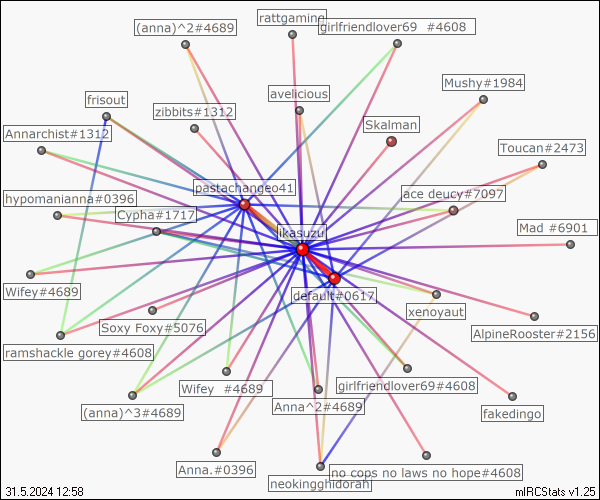 rattgaming
(anna)^2#4689
girlfriendlover69 #4608
Mushy#1984
frisout
avelicious
zibbits#1312
Skalman
Annarchist#1312
Toucan#2473
pastachangeo41
hypomanianna#0396
ace deucy#7097
Cypha#1717
Mad #6901
ikasuzu
Wifey#4689
default#0617
xenoyaut
Soxy Foxy#5076
AlpineRooster#2156
ramshackle gorey#4608
Wifey #4689
girlfriendlover69#4608
(anna)^3#4689
Anna^2#4689
fakedingo
Anna.#0396
no cops no laws no hope#4608
neokingghidorah
31.5.2024 12:58
mIRCStats v1.25